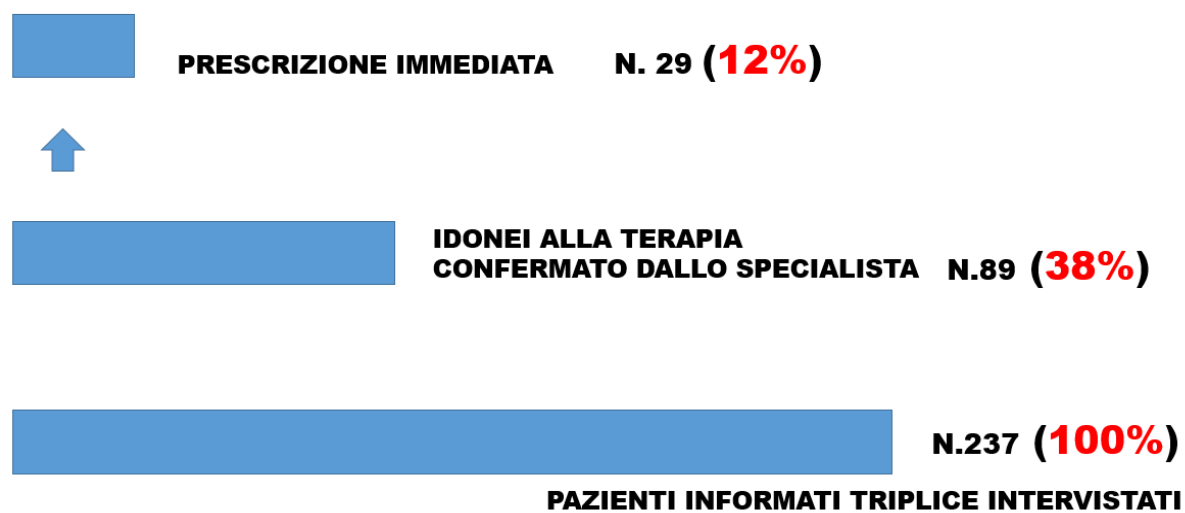 PRESCRIZIONE IMMEDIATA N. 29 (12%)
IDONEI ALLA TERAPIA
CONFERMATO DALLO SPECIALISTA N.89 (38%)
N.237 (100%)
PAZIENTI INFORMATI TRIPLICE INTERVISTATI